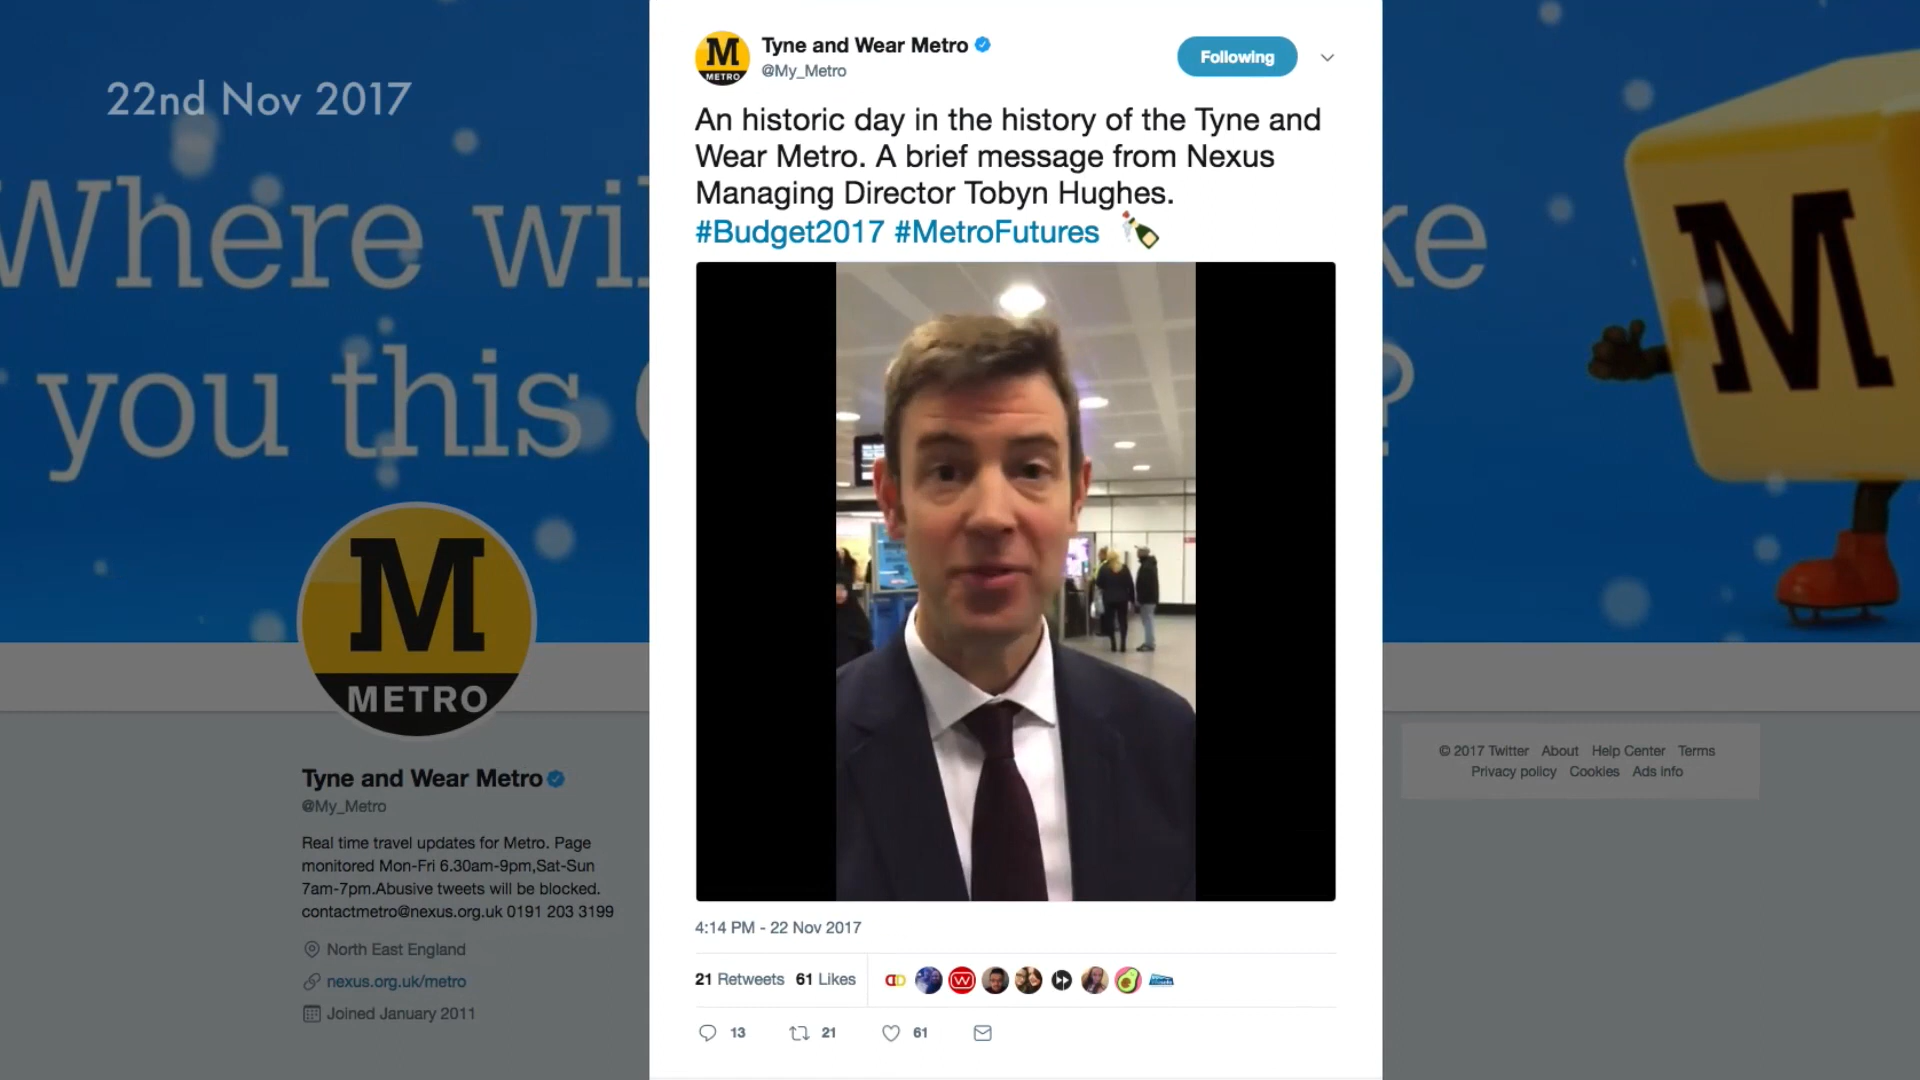 22nd Nov 2017
Where wi
you this
ke
?
M
M
METRO
Tyne and Wear Metro
@My_Metro
Real time travel updates for Metro. Page
monitored Mon-Fri 6.30am-9pm,Sat-Sun
7am-7pm.Abusive tweets will be blocked.
contactmetro@nexus.org.uk 0191 203 3199
North East England
nexus.org.uk/metro
Joined January 2011
M
METRO
Tyne and Wear Metro
@My_Metro
Following
An historic day in the history of the Tyne and
Wear Metro. A brief message from Nexus
Managing Director Tobyn Hughes.
#Budget2017 #MetroFutures
4:14 PM - 22 Nov 2017
21 Retweets 61 Likes
13 21 61
© 2017 Twitter About Help Center Terms
Privacy policy Cookies Ads info